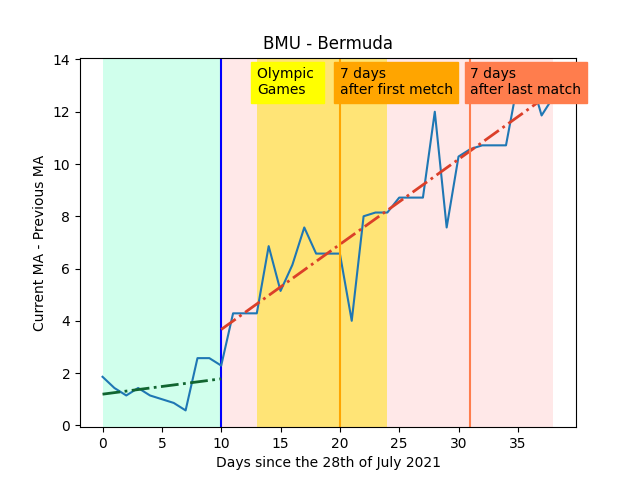 BMU - Bermuda
14
12
10
8
6
4
2
0
Current MA - Previous MA
Olympic
Games
7 days
after first metch
7 days
after last match
0 5 10 15 20 25 30 35
Days since the 28th of July 2021